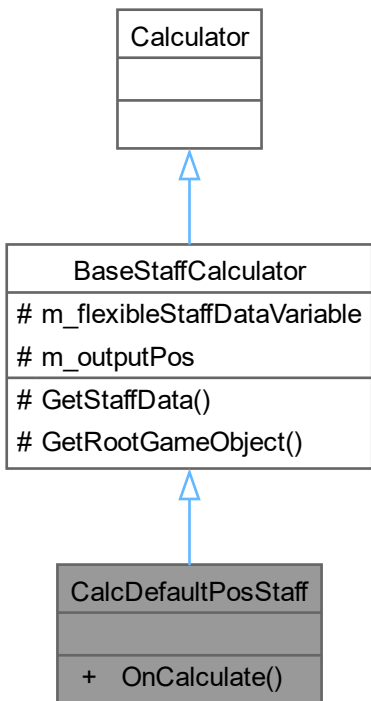 Calculator
BaseStaffCalculator
# m_flexibleStaffDataVariable
# m_outputPos
# GetStaffData()
# GetRootGameObject()
CalcDefaultPosStaff
+ OnCalculate()